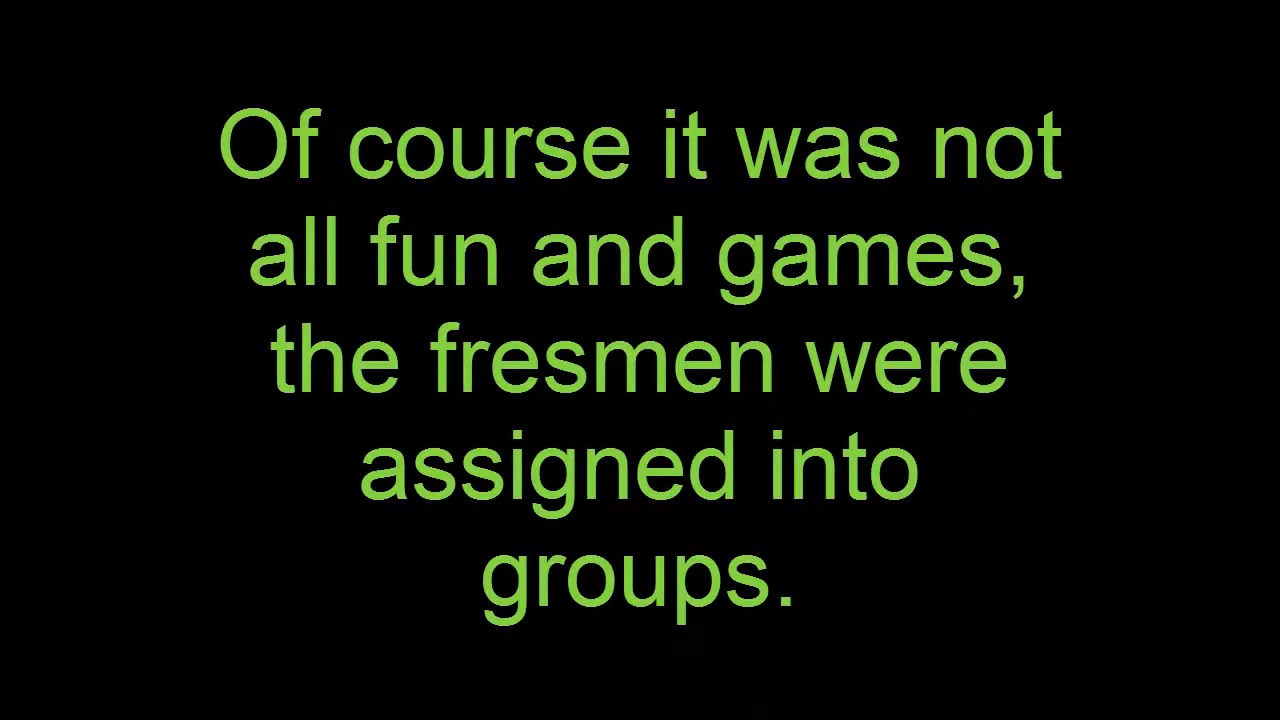 Of course it was not
all fun and games,
the fresmen were
assigned into
groups.